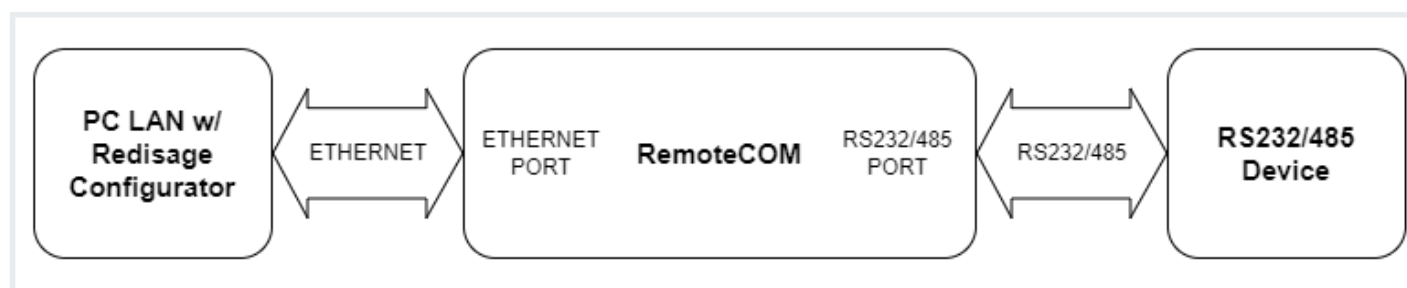 PC LAN w/
Redisage
Configurator
ETHERNET
ETHERNET
PORT
RemoteCOM
RS232/485
PORT
RS232/485
RS232/485
Device